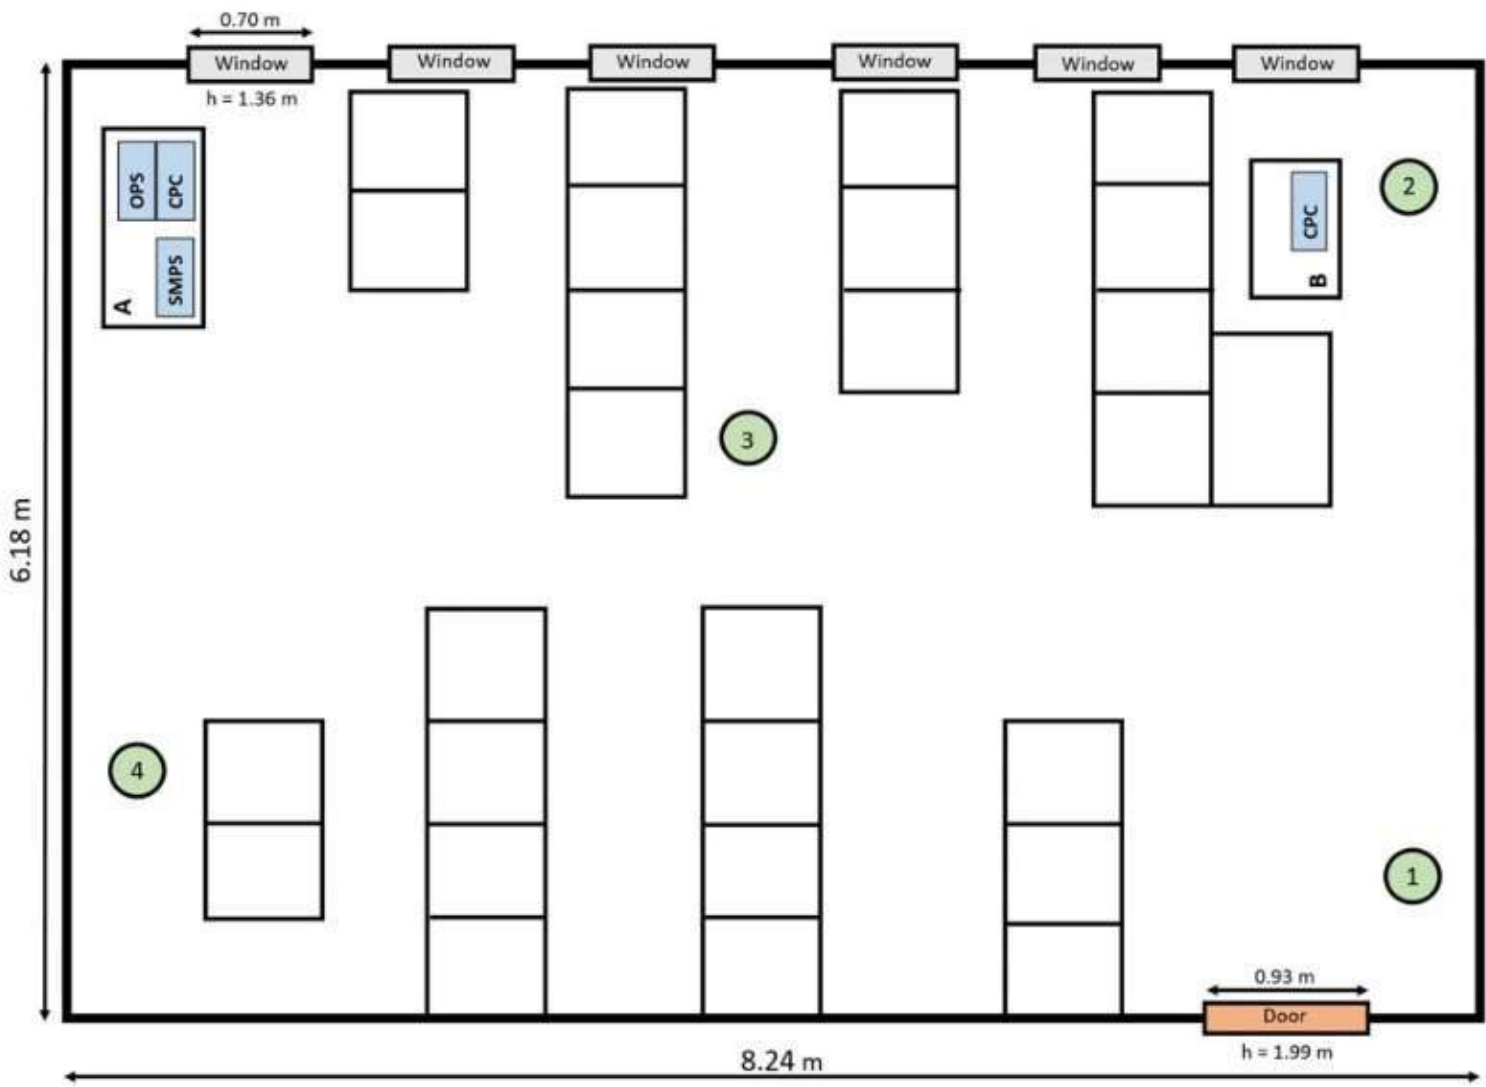 0.70 m
Window
Window
Window
Window
Window
Window
h = 1.36 m
OPS
CPC
SMPS
A
CPC
B
2
3
6.18 m
4
1
0.93 m
Door
h = 1.99 m
8.24 m